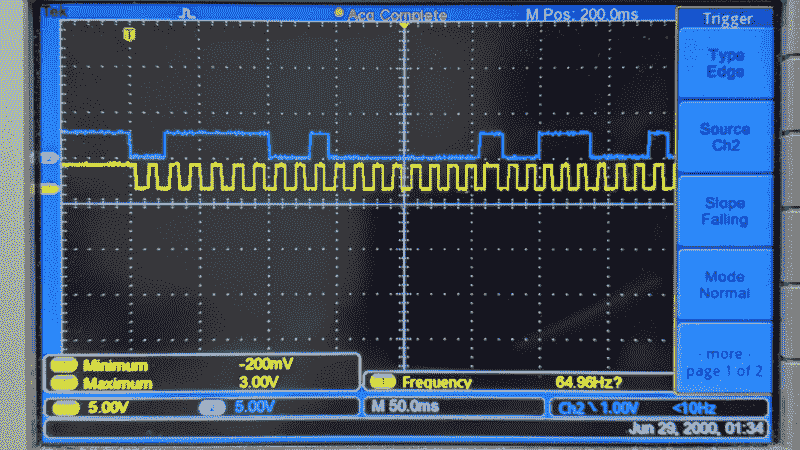 Tek
Acq Complete
M Pos: 200.0ms
Trigger
T
Type
Edge
Source
Ch2
Slope
Falling
Mode
Normal
- more -
page 1 of 2
Minimum -200mV
Maximum 3.00V
Frequency 64.96Hz?
5.00V
5.00V
M 50.0ms
Ch2 \ 1.00V <10Hz
Jun 29, 2000, 01:34